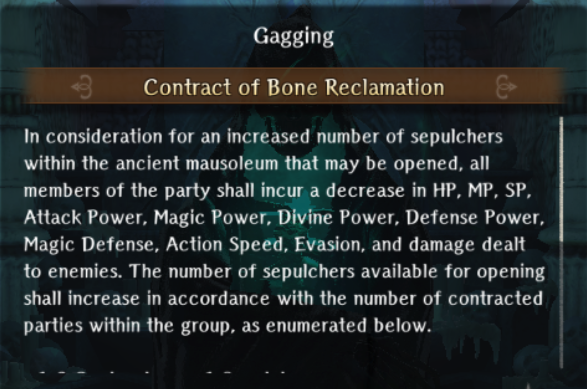 Gagging
Contract of Bone Reclamation
In consideration for an increased number of sepulchers
within the ancient mausoleum that may be opened, all
members of the party shall incur a decrease in HP, MP, SP,
Attack Power, Magic Power, Divine Power, Defense Power,
Magic Defense, Action Speed, Evasion, and damage dealt
to enemies. The number of sepulchers available for opening
shall increase in accordance with the number of contracted
parties within the group, as enumerated below.